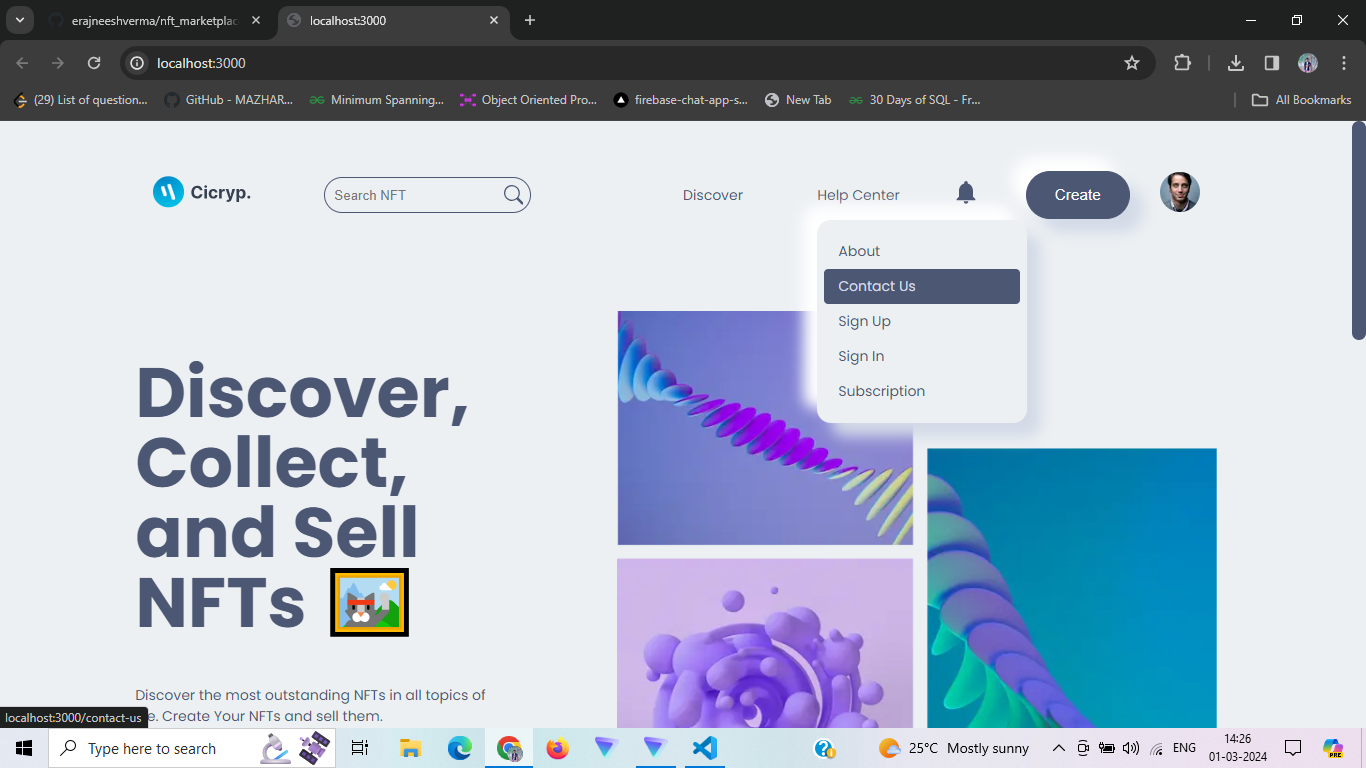 erajneeshverma/nft_marketplac
localhost:3000
localhost:3000
(29) List of question...
GitHub - MAZHAR...
Minimum Spanning...
Object Oriented Pro...
firebase-chat-app-s...
New Tab
30 Days of SQL - Fr...
All Bookmarks
Cicryp.
Search NFT
Discover
Help Center
Create
About
Contact Us
Sign Up
Sign In
Subscription
Discover,
Collect,
and Sell
NFTs
Discover the most outstanding NFTs in all topics of
e. Create Your NFTs and sell them.
localhost:3000/contact-us
Type here to search
25°C Mostly sunny
ENG
14:26
01-03-2024
PRE